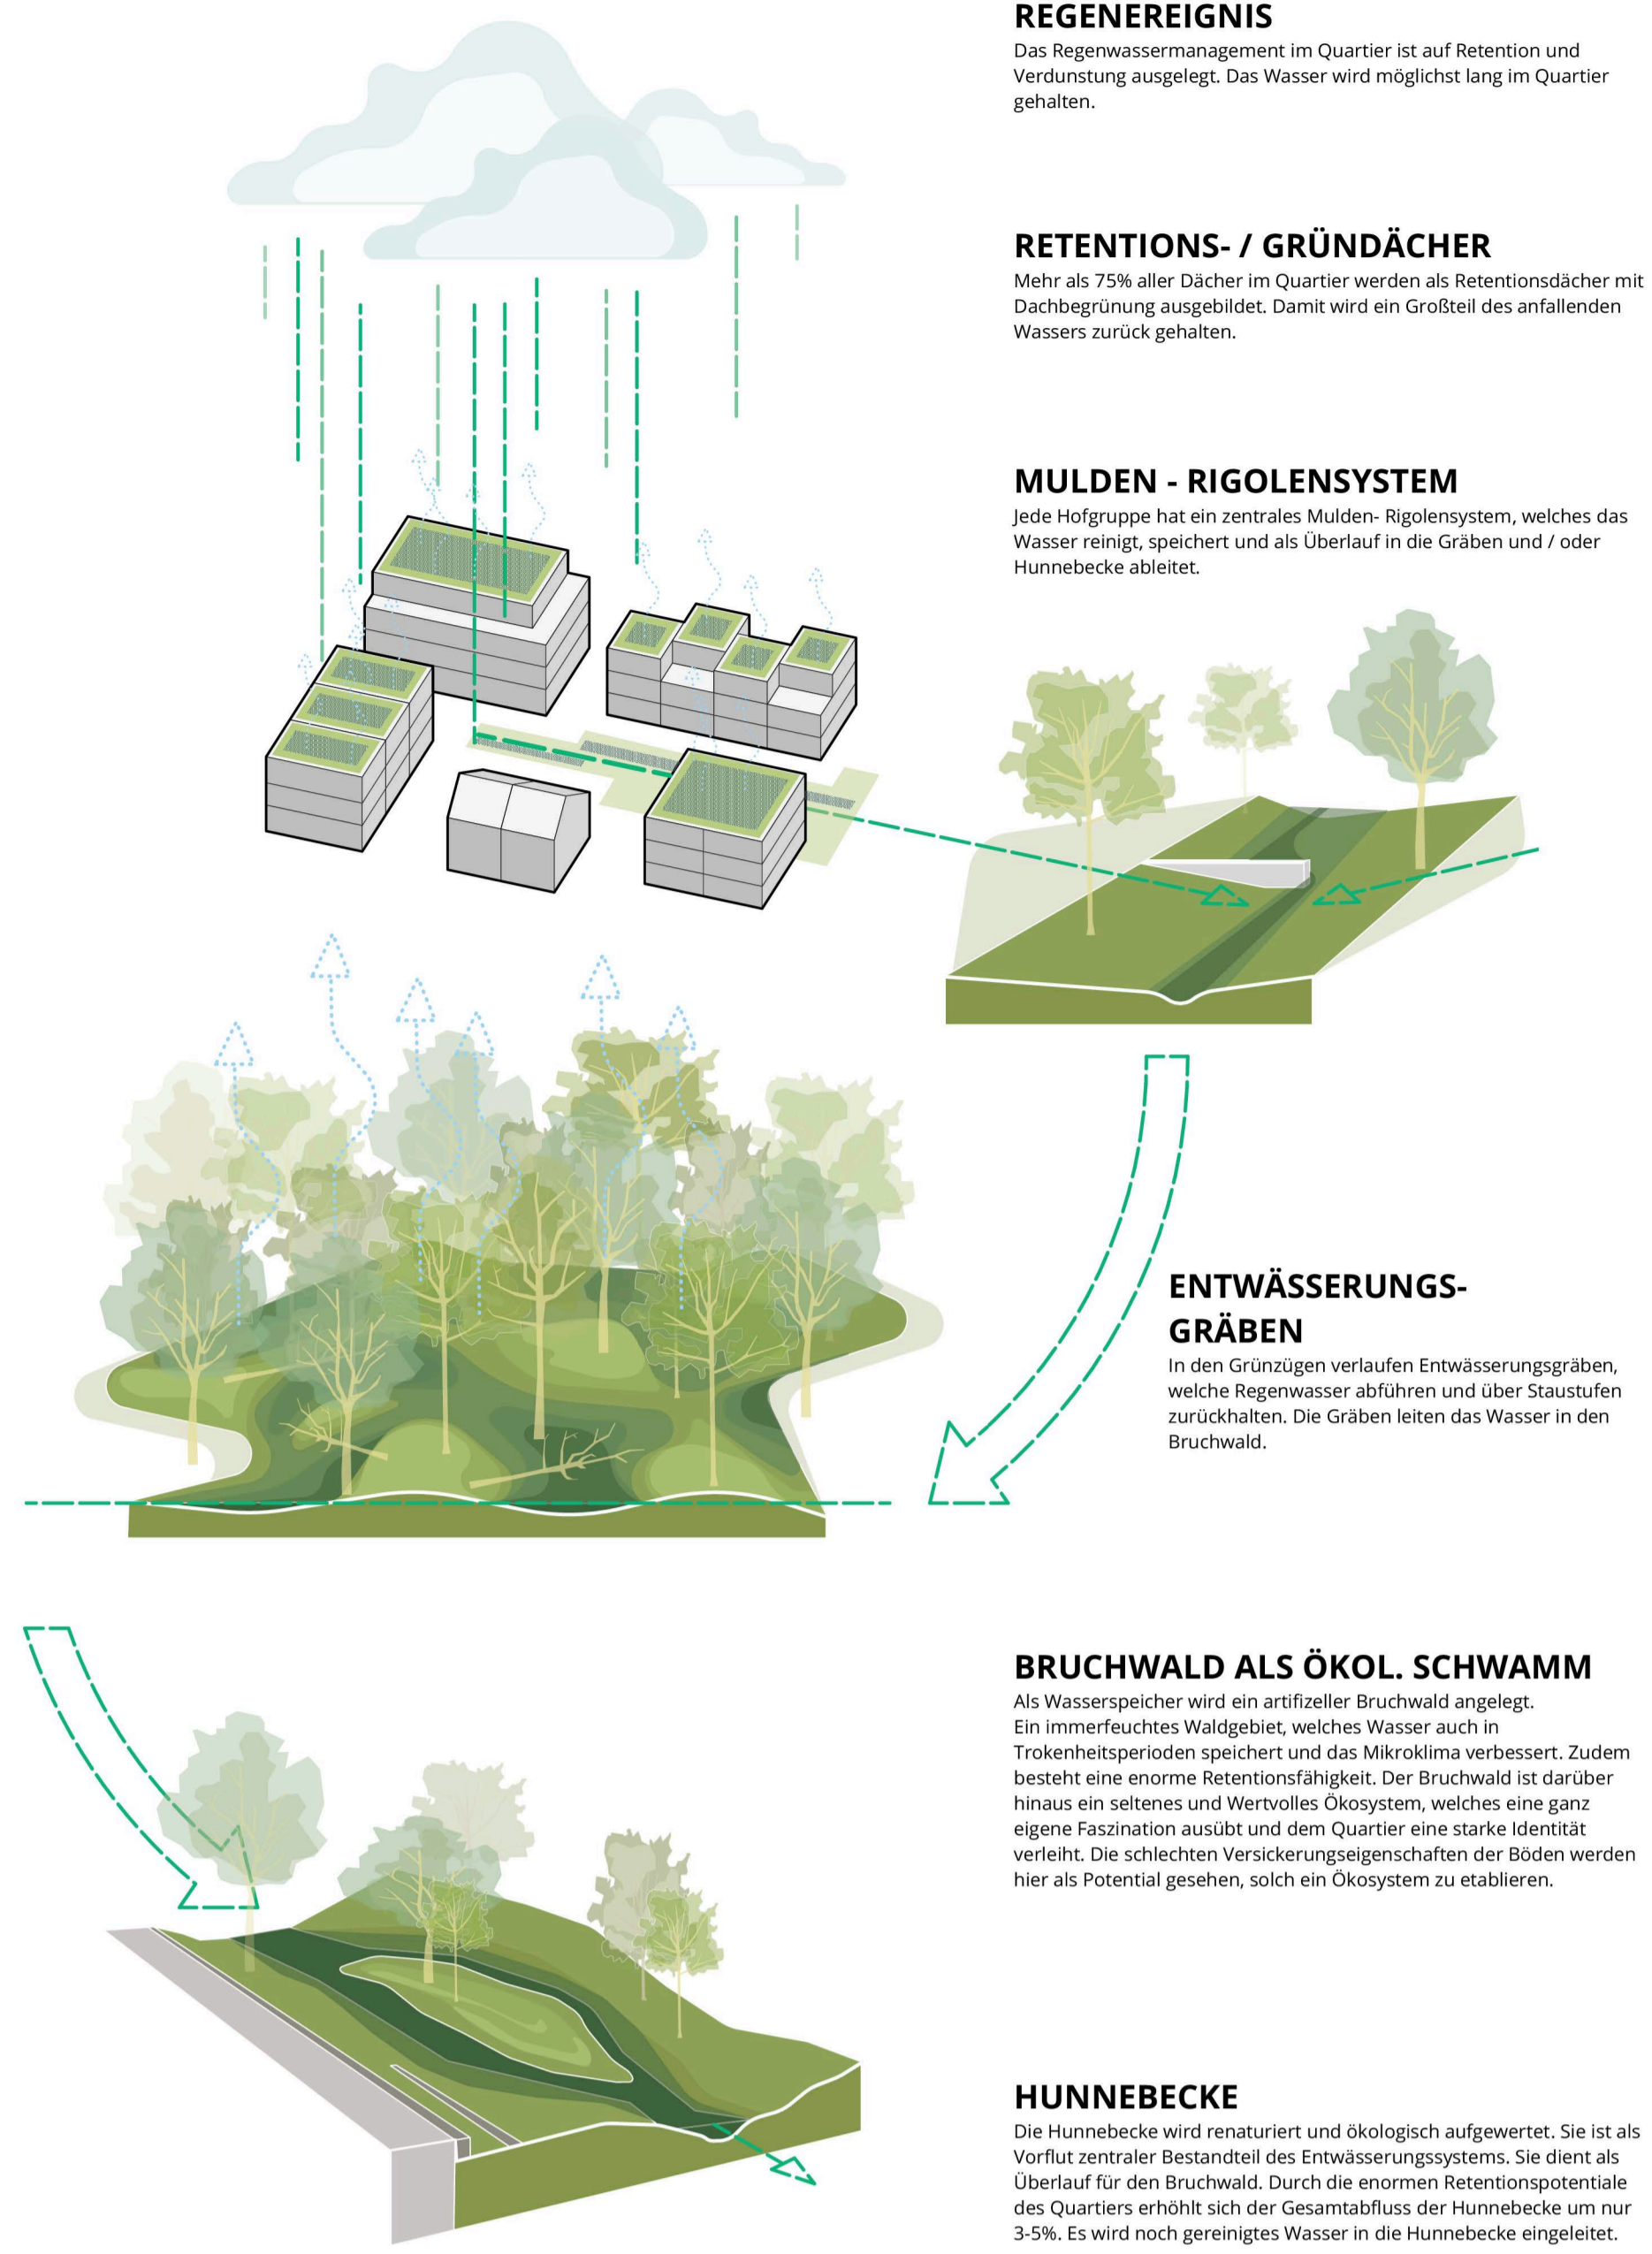 REGENEREIGNIS
Das Regenwassermanagement im Quartier ist auf Retention und
Verdunstung ausgelegt. Das Wasser wird möglichst lang im Quartier
gehalten.
RETENTIONS- / GRÜNDÄCHER
Mehr als 75% aller Dächer im Quartier werden als Retentionsdächer mit
Dachbegrünung ausgebildet. Damit wird ein Großteil des anfallenden
Wassers zurück gehalten.
MULDEN - RIGOLENSYSTEM
Jede Hofgruppe hat ein zentrales Mulden- Rigolensystem, welches das
Wasser reinigt, speichert und als Überlauf in die Gräben und / oder
Hunnebecke ableitet.
ENTWÄSSERUNGS-
GRÄBEN
In den Grünzügen verlaufen Entwässerungsgräben,
welche Regenwasser abführen und über Staustufen
zurückhalten. Die Gräben leiten das Wasser in den
Bruchwald.
BRUCHWALD ALS ÖKOL. SCHWAMM
Als Wasserspeicher wird ein artifizeller Bruchwald angelegt.
Ein immerfeuchtes Waldgebiet, welches Wasser auch in
Trokenheitsperioden speichert und das Mikroklima verbessert. Zudem
besteht eine enorme Retentionsfähigkeit. Der Bruchwald ist darüber
hinaus ein seltenes und Wertvolles Ökosystem, welches eine ganz
eigene Faszination ausübt und dem Quartier eine starke Identität
verleiht. Die schlechten Versickerungseigenschaften der Böden werden
hier als Potential gesehen, solch ein Ökosystem zu etablieren.
HUNNEBECKE
Die Hunnebecke wird renaturiert und ökologisch aufgewertet. Sie ist als
Vorflut zentraler Bestandteil des Entwässerungssystems. Sie dient als
Überlauf für den Bruchwald. Durch die enormen Retentionspotentiale
des Quartiers erhöhlt sich der Gesamtabfluss der Hunnebecke um nur
3-5%. Es wird noch gereinigtes Wasser in die Hunnebecke eingeleitet.